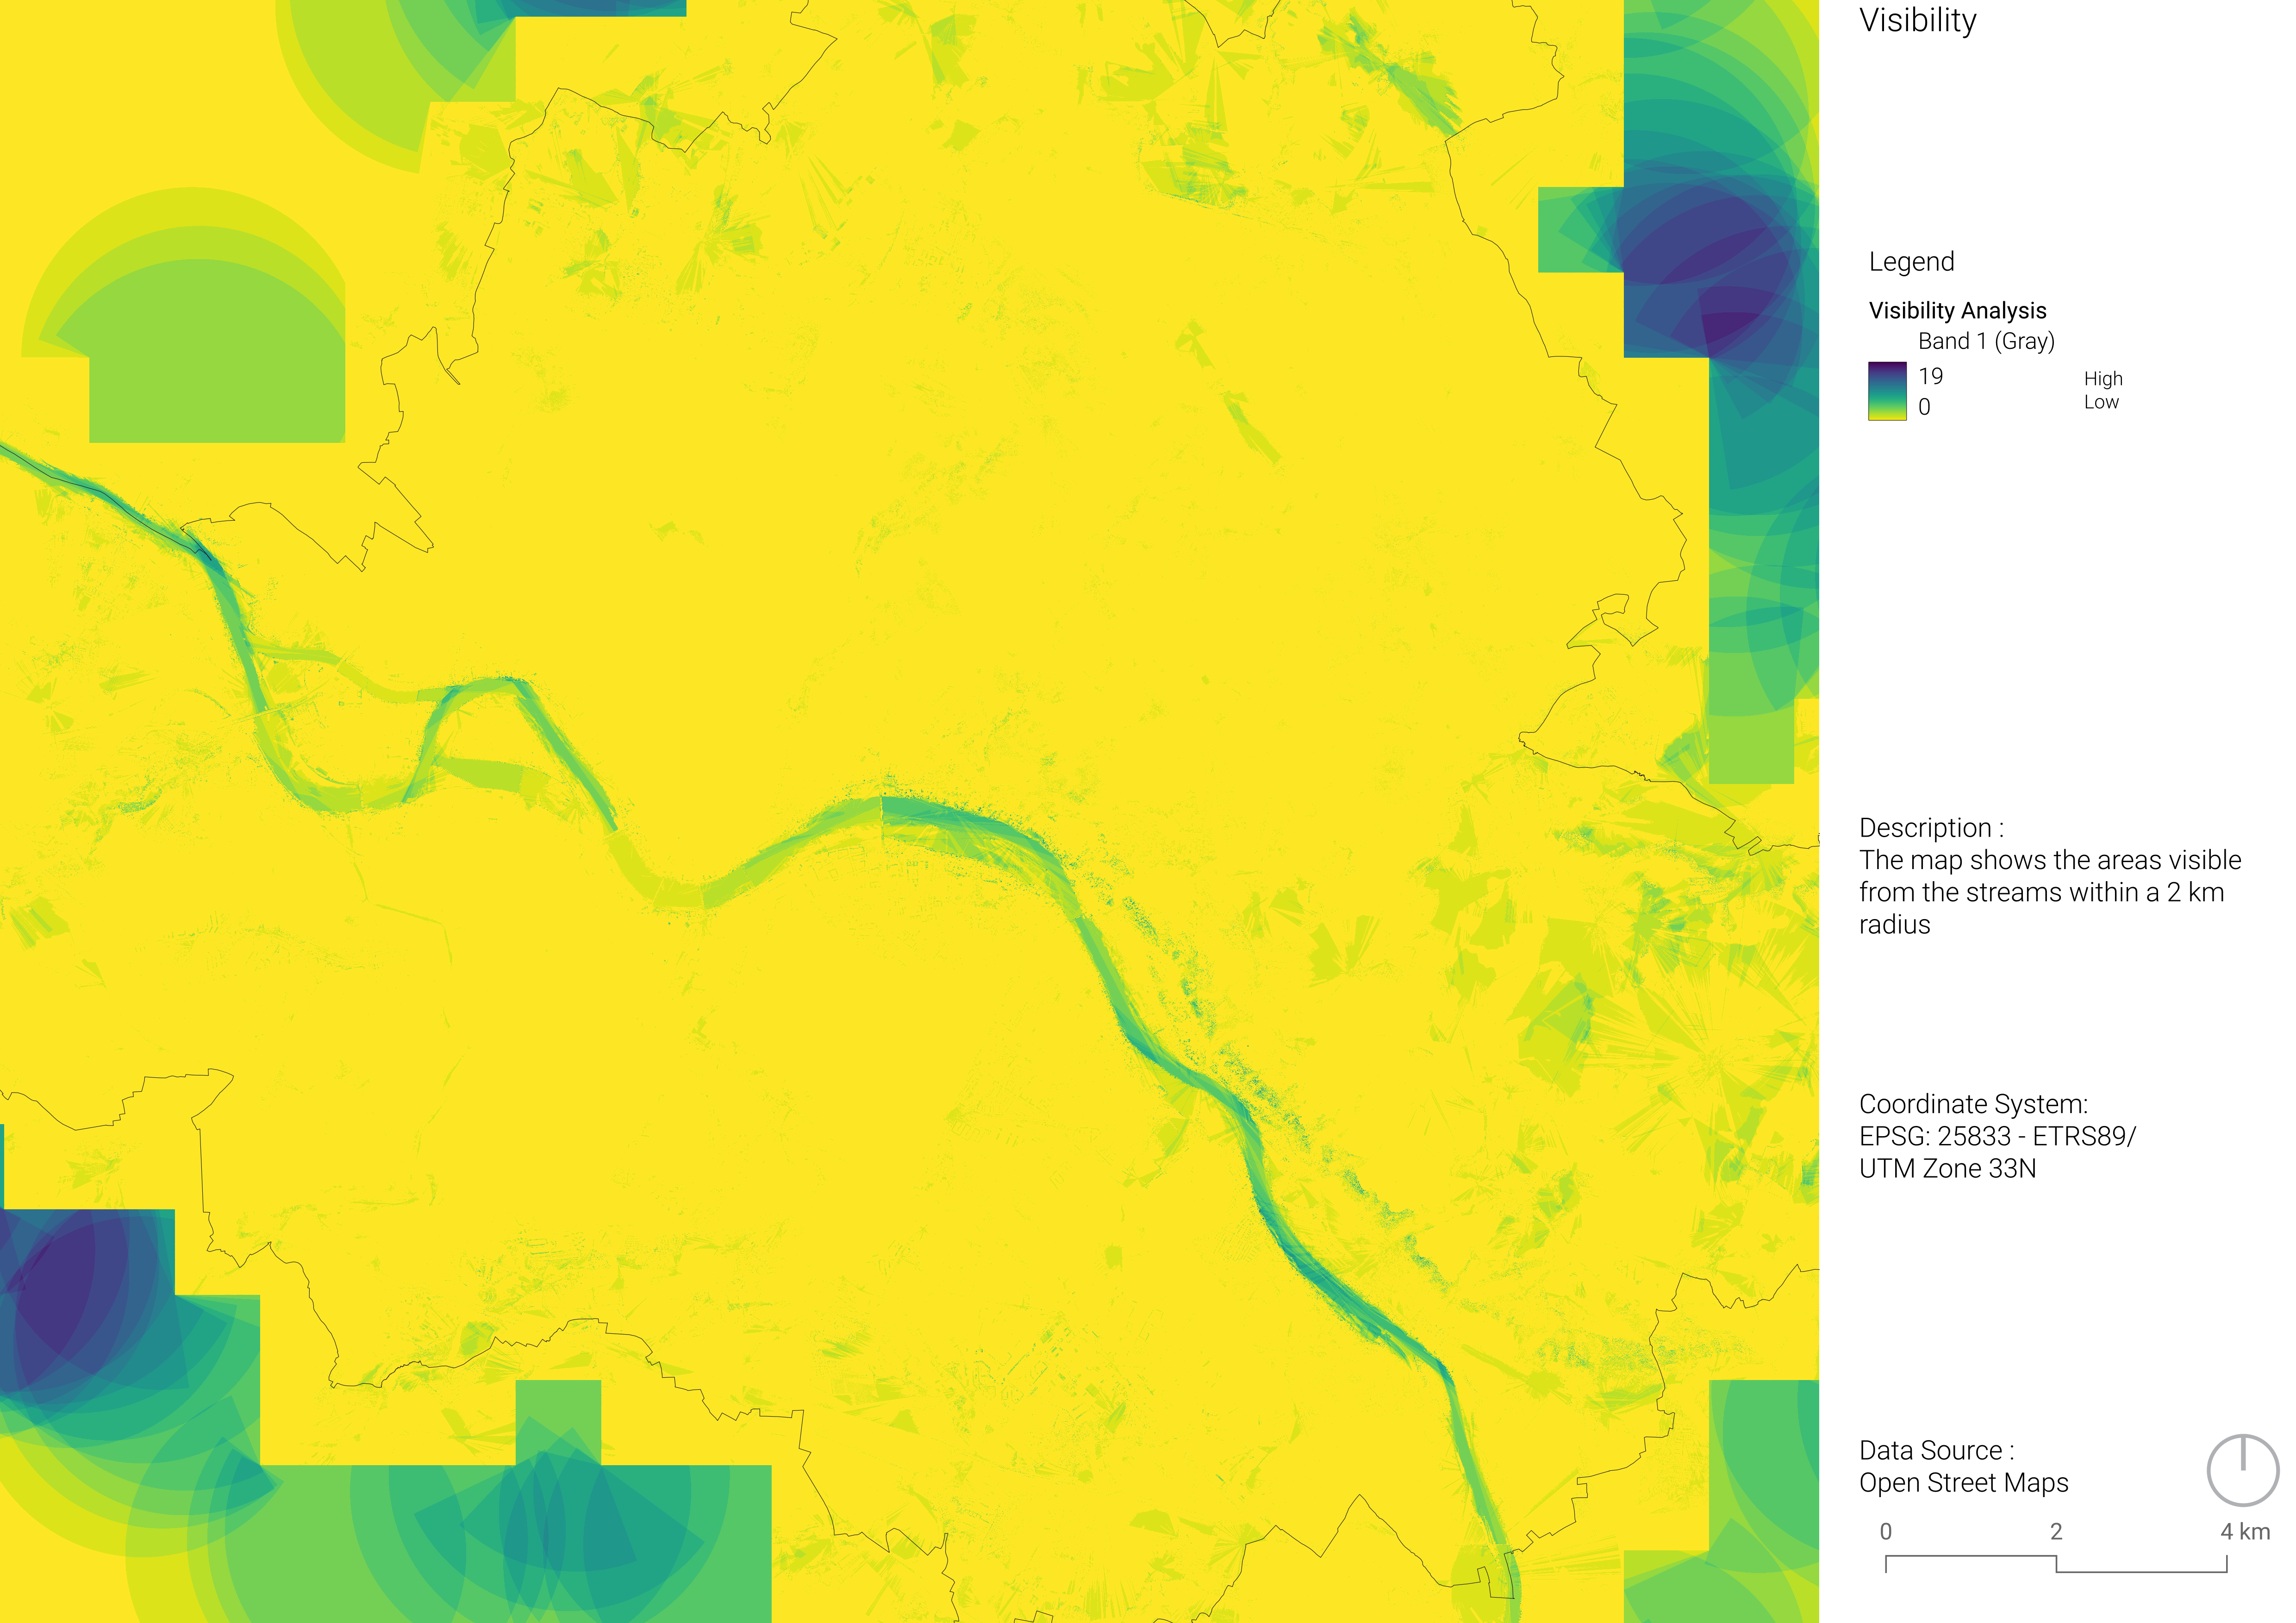 Visibility
Legend
Visibility Analysis
Band 1 (Gray)
19 High
0 Low
Description :
The map shows the areas visible
from the streams within a 2 km
radius
Coordinate System:
EPSG: 25833 - ETRS89/
UTM Zone 33N
Data Source :
Open Street Maps
0 2 4 km